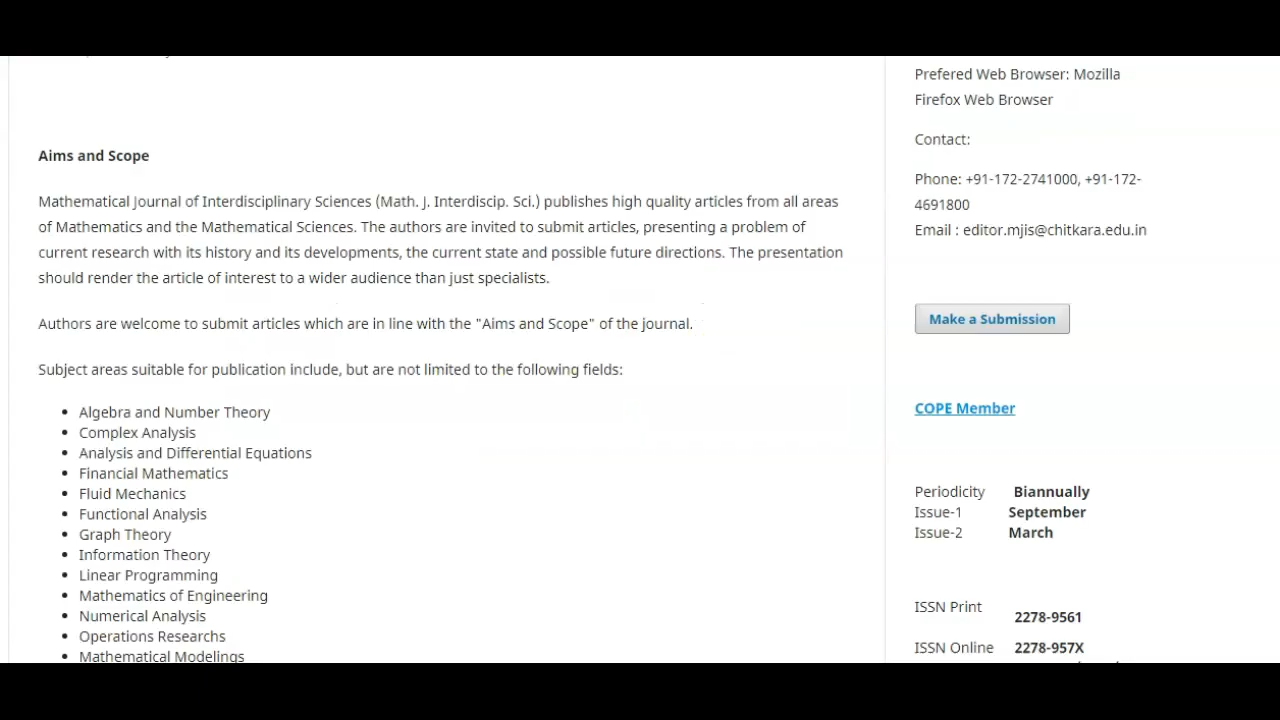 Aims and Scope
Mathematical Journal of Interdisciplinary Sciences (Math. J. Interdiscip. Sci.) publishes high quality articles from all areas
of Mathematics and the Mathematical Sciences. The authors are invited to submit articles, presenting a problem of
current research with its history and its developments, the current state and possible future directions. The presentation
should render the article of interest to a wider audience than just specialists.
Authors are welcome to submit articles which are in line with the "Aims and Scope" of the journal.
Subject areas suitable for publication include, but are not limited to the following fields:
• Algebra and Number Theory
• Complex Analysis
• Analysis and Differential Equations
• Financial Mathematics
• Fluid Mechanics
• Functional Analysis
• Graph Theory
• Information Theory
• Linear Programming
• Mathematics of Engineering
• Numerical Analysis
• Operations Researchs
• Mathematical Modelings
Prefered Web Browser: Mozilla
Firefox Web Browser
Contact:
Phone: +91-172-2741000, +91-172-
4691800
Email : editor.mjis@chitkara.edu.in
Make a Submission
COPE Member
Periodicity Biannually
Issue-1 September
Issue-2 March
ISSN Print 2278-9561
ISSN Online 2278-957X